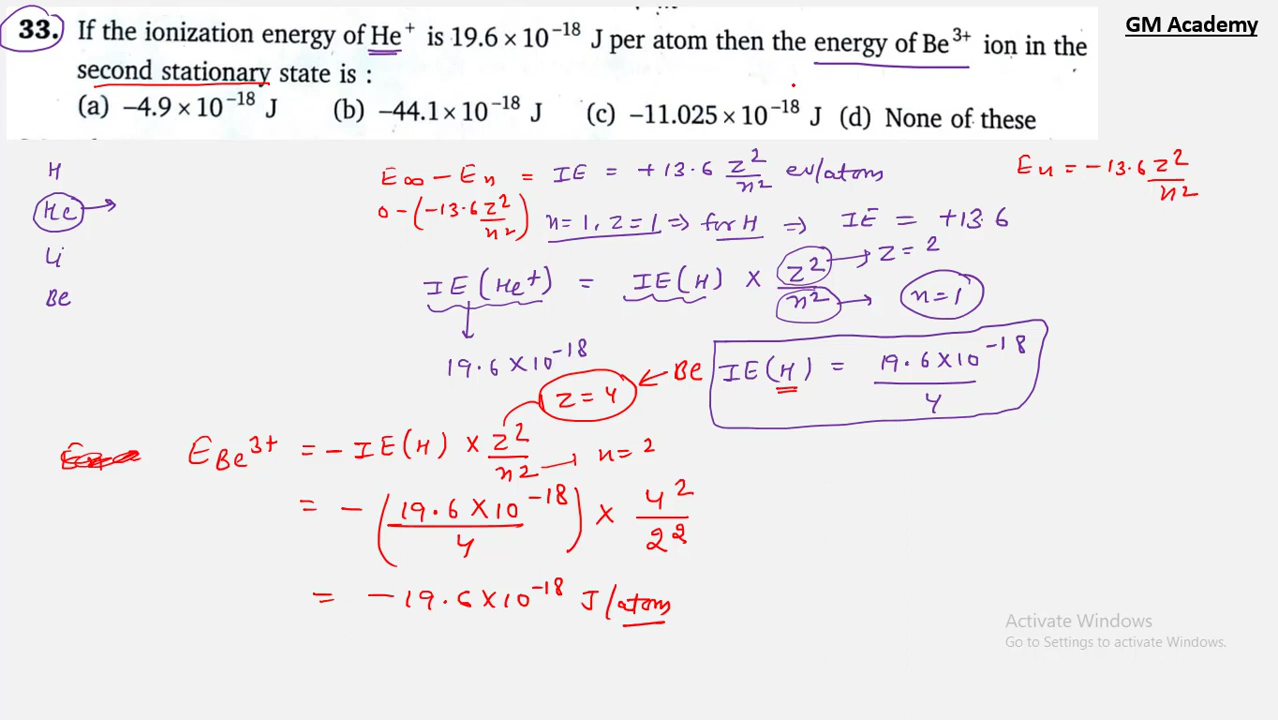 GM Academy
33. If the ionization energy of He⁺ is 19.6 × 10⁻¹⁸ J per atom then the energy of Be³⁺ ion in the
second stationary state is :
(a) −4.9 × 10⁻¹⁸ J (b) −44.1 × 10⁻¹⁸ J (c) −11.025 × 10⁻¹⁸ J (d) None of these
H
He
Li
Be
E∞ − En = IE = +13.6 z²/n² ev/atoms
En = −13.6 z²/n²
0 − (−13.6 z²/n²)
n=1, z=1 ⇒ for H ⇒ IE = +13.6
IE(He+) = IE(H) × z²/n²
z = 2
n=1
19.6 × 10⁻¹⁸
IE(H) = 19.6 × 10⁻¹⁸/4
z = 4 ← Be
E Be³⁺ = − IE(H) × z²/n² → n = 2
= − (19.6 × 10⁻¹⁸/4) × 4²/2²
= − 19.6 × 10⁻¹⁸ J/atom
Activate Windows
Go to Settings to activate Windows.